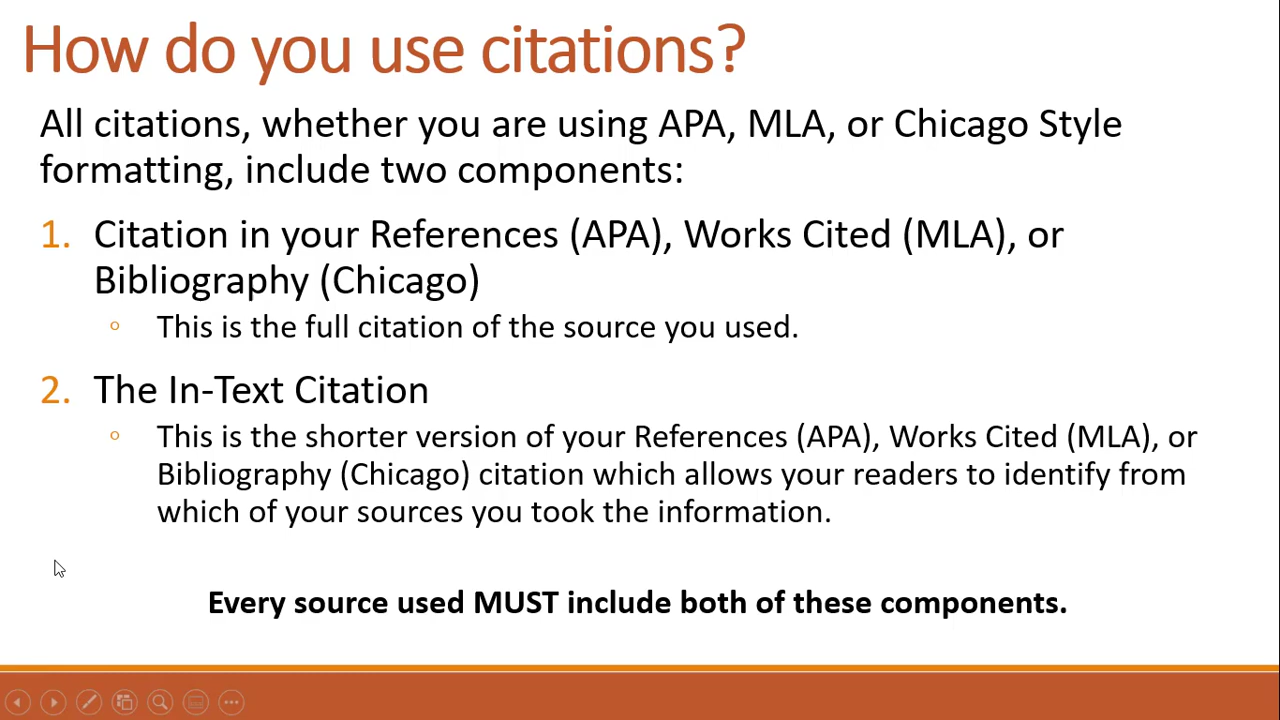 How do you use citations?
All citations, whether you are using APA, MLA, or Chicago Style
formatting, include two components:
1. Citation in your References (APA), Works Cited (MLA), or
Bibliography (Chicago)
◦ This is the full citation of the source you used.
2. The In-Text Citation
◦ This is the shorter version of your References (APA), Works Cited (MLA), or
Bibliography (Chicago) citation which allows your readers to identify from
which of your sources you took the information.
Every source used MUST include both of these components.